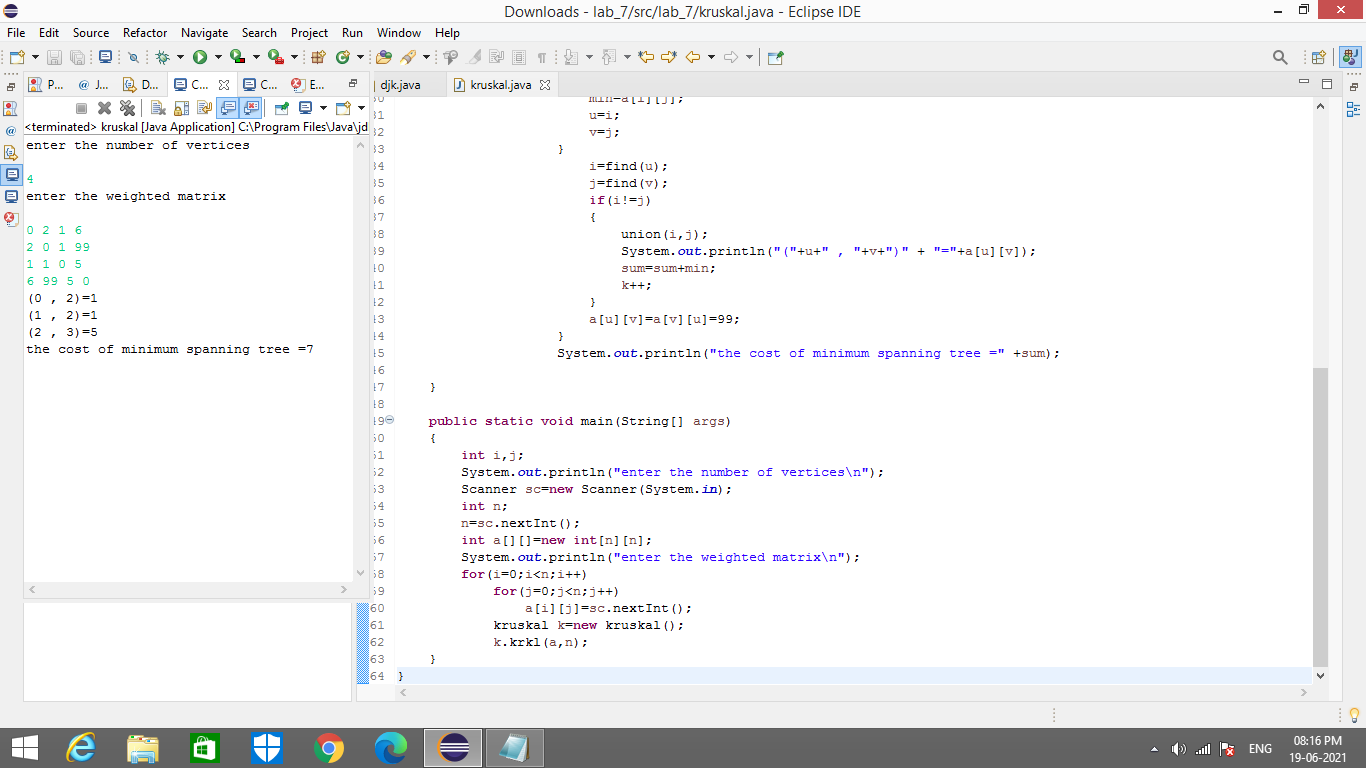 Downloads - lab_7/src/lab_7/kruskal.java - Eclipse IDE
File Edit Source Refactor Navigate Search Project Run Window Help
P... @ J... D... C... C... E... djk.java kruskal.java
<terminated> kruskal [Java Application] C:\Program Files\Java\jd
enter the number of vertices
4
enter the weighted matrix
0 2 1 6
2 0 1 99
1 1 0 5
6 99 5 0
(0 , 2)=1
(1 , 2)=1
(2 , 3)=5
the cost of minimum spanning tree =7
min=a[i][j];
31 u=i;
32 v=j;
33 }
34 i=find(u);
35 j=find(v);
36 if(i!=j)
37 {
38 union(i,j);
39 System.out.println("("+u+" , "+v+")" + "="+a[u][v]);
40 sum=sum+min;
41 k++;
42 }
43 a[u][v]=a[v][u]=99;
44 }
45 System.out.println("the cost of minimum spanning tree =" +sum);
46
47 }
48
49 public static void main(String[] args)
50 {
51 int i,j;
52 System.out.println("enter the number of vertices\n");
53 Scanner sc=new Scanner(System.in);
54 int n;
55 n=sc.nextInt();
56 int a[][]=new int[n][n];
57 System.out.println("enter the weighted matrix\n");
58 for(i=0;i<n;i++)
59 for(j=0;j<n;j++)
60 a[i][j]=sc.nextInt();
61 kruskal k=new kruskal();
62 k.krkl(a,n);
63 }
64 }
ENG
08:16 PM
19-06-2021